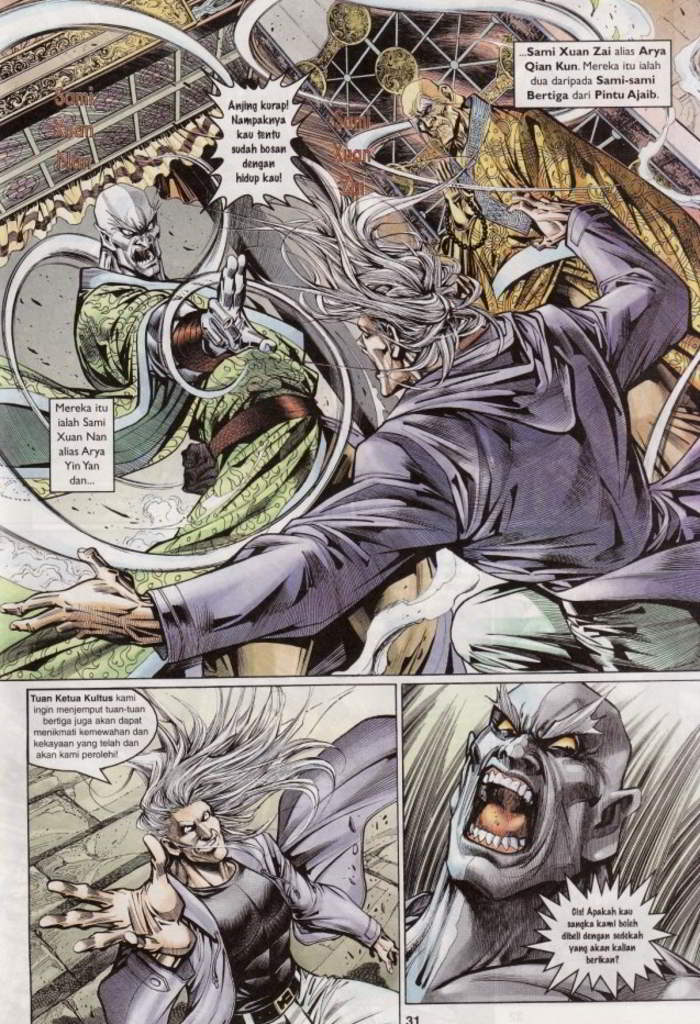 Sami
Xuan
Nan
Anjing kurap!
Nampaknya
kau tentu
sudah bosan
dengan
hidup kau!
Sami
Xuan
Zai
...Sami Xuan Zai alias Arya
Qian Kun. Mereka itu ialah
dua daripada Sami-sami
Bertiga dari Pintu Ajaib.
Mereka itu
ialah Sami
Xuan Nan
alias Arya
Yin Yan
dan...
Tuan Ketua Kultus kami
ingin menjemput tuan-tuan
bertiga juga akan dapat
menikmati kemewahan dan
kekayaan yang telah dan
akan kami perolehi!
Cis! Apakah kau
sangka kami boleh
dibeli dengan sedekah
yang akan kalian
berikan?
31